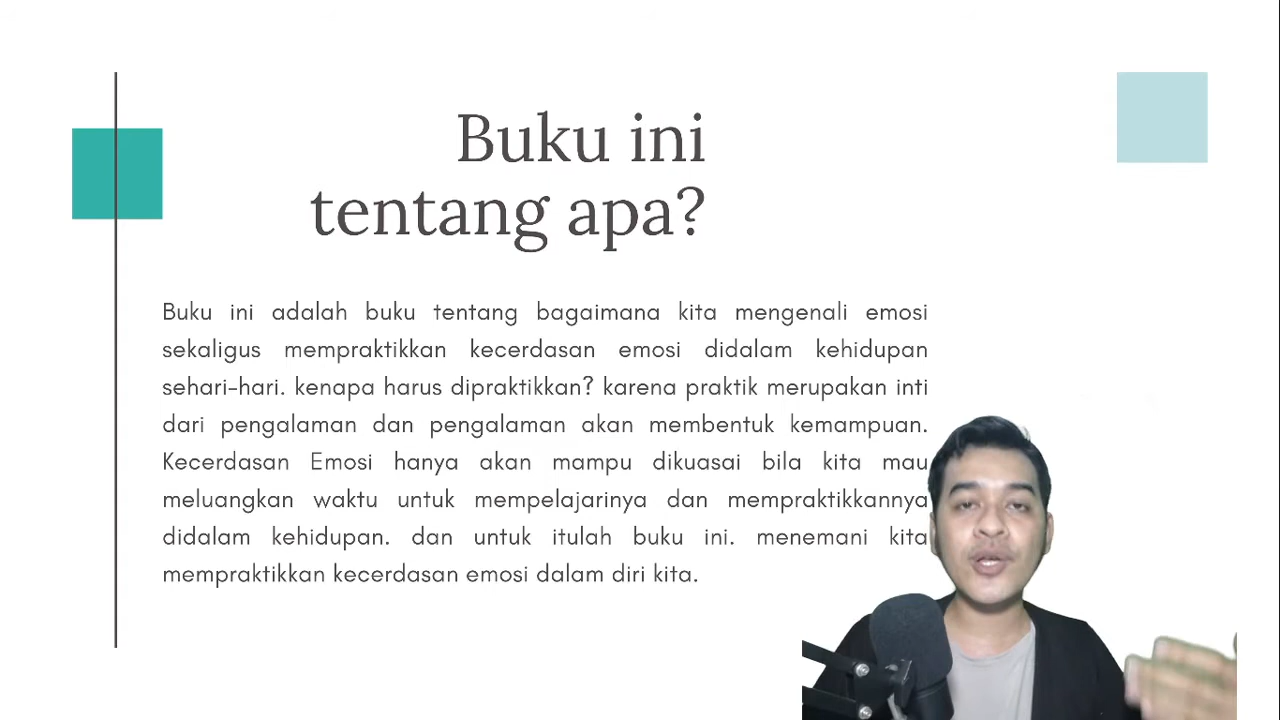 Buku ini
tentang apa?
Buku ini adalah buku tentang bagaimana kita mengenali emosi
sekaligus mempraktikkan kecerdasan emosi didalam kehidupan
sehari-hari. kenapa harus dipraktikkan? karena praktik merupakan inti
dari pengalaman dan pengalaman akan membentuk kemampuan.
Kecerdasan Emosi hanya akan mampu dikuasai bila kita mau
meluangkan waktu untuk mempelajarinya dan mempraktikkannya
didalam kehidupan. dan untuk itulah buku ini. menemani kita
mempraktikkan kecerdasan emosi dalam diri kita.